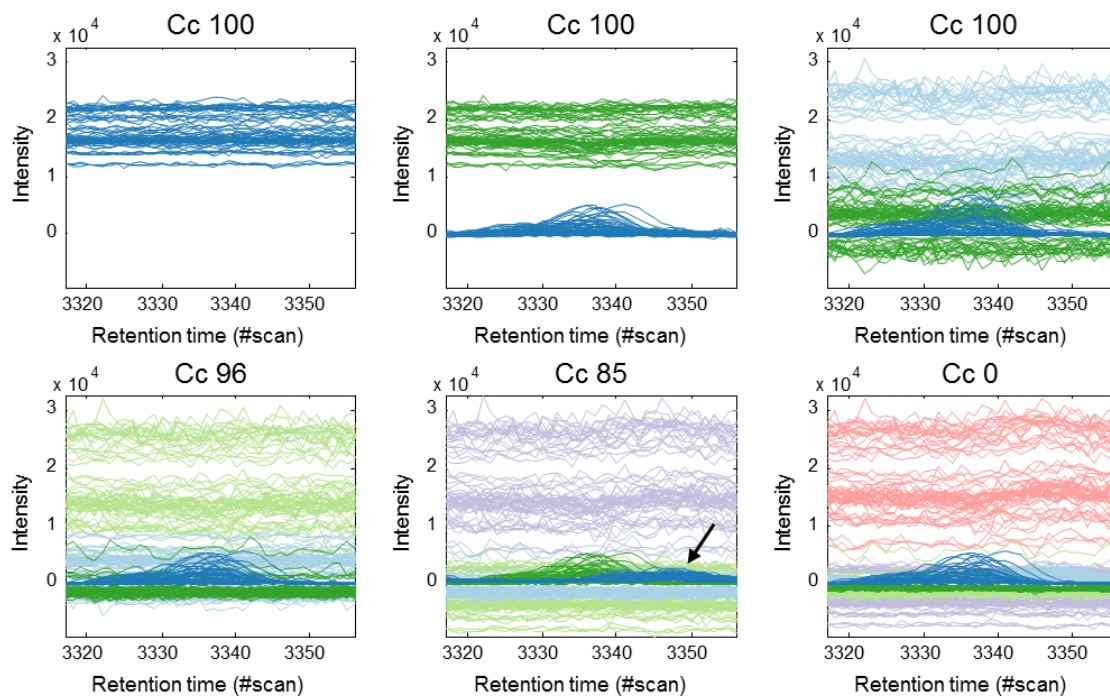 Cc 100
x 10⁴
3
2
1
0
Intensity
3320 3330 3340 3350
Retention time (#scan)
Cc 100
x 10⁴
3
2
1
0
Intensity
3320 3330 3340 3350
Retention time (#scan)
Cc 100
x 10⁴
3
2
1
0
Intensity
3320 3330 3340 3350
Retention time (#scan)
Cc 96
x 10⁴
3
2
1
0
Intensity
3320 3330 3340 3350
Retention time (#scan)
Cc 85
x 10⁴
3
2
1
0
Intensity
3320 3330 3340 3350
Retention time (#scan)
Cc 0
x 10⁴
3
2
1
0
Intensity
3320 3330 3340 3350
Retention time (#scan)